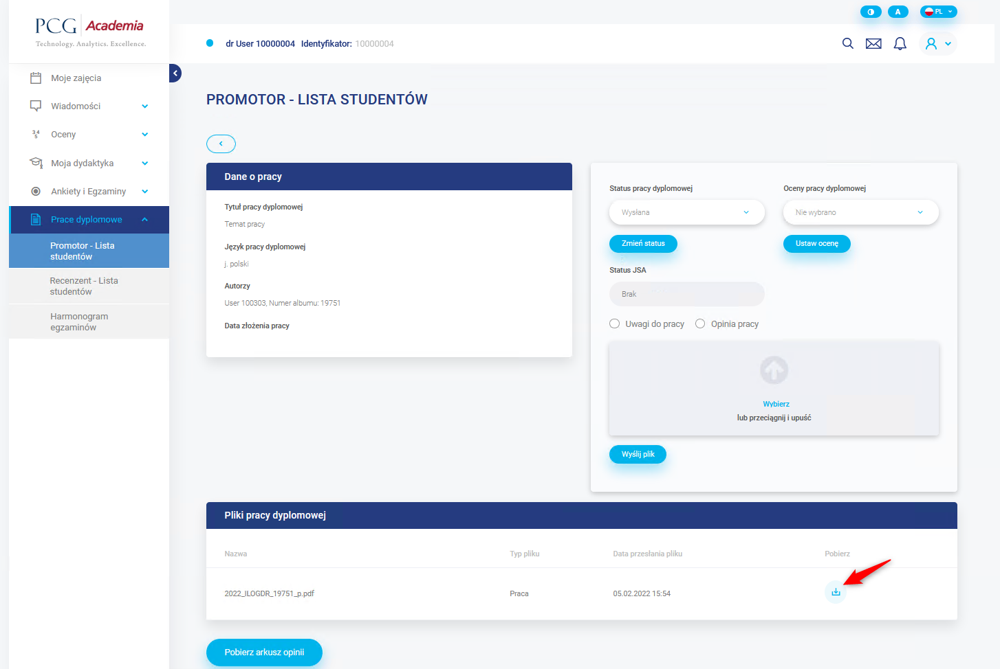 PCG Academia
Technology. Analytics. Excellence.
A
PL
dr User 10000004 Identyfikator: 10000004
Moje zajęcia
Wiadomości
3 4
5
Oceny
Moja dydaktyka
Ankiety i Egzaminy
Prace dyplomowe
Promotor - Lista
studentów
Recenzent - Lista
studentów
Harmonogram
egzaminów
PROMOTOR - LISTA STUDENTÓW
Dane o pracy
Tytuł pracy dyplomowej
Temat pracy
Język pracy dyplomowej
j. polski
Autorzy
User 100303, Numer albumu: 19751
Data złożenia pracy
Status pracy dyplomowej
Wysłana
Zmień status
Oceny pracy dyplomowej
Nie wybrano
Ustaw ocenę
Status JSA
Brak
Uwagi do pracy
Opinia pracy
Wybierz
lub przeciągnij i upuść
Wyślij plik
Pliki pracy dyplomowej
Nazwa Typ pliku Data przesłania pliku Pobierz
2022_ILOGDR_19751_p.pdf Praca 05.02.2022 15:54
Pobierz arkusz opinii